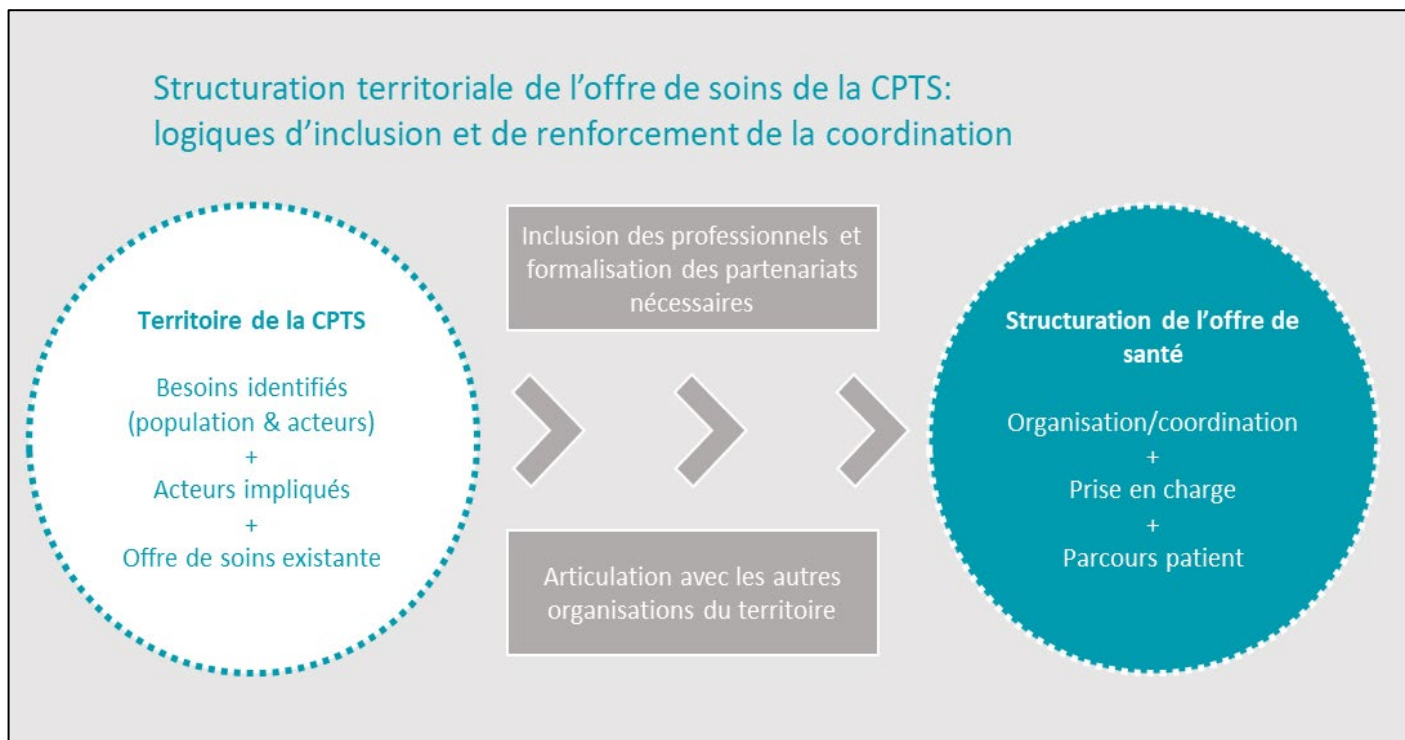 Structuration territoriale de l'offre de soins de la CPTS:
logiques d'inclusion et de renforcement de la coordination
Territoire de la CPTS
Besoins identifiés
(population & acteurs)
+
Acteurs impliqués
+
Offre de soins existante
Inclusion des professionnels et
formalisation des partenariats
nécessaires
Articulation avec les autres
organisations du territoire
Structuration de l'offre de
santé
Organisation/coordination
+
Prise en charge
+
Parcours patient